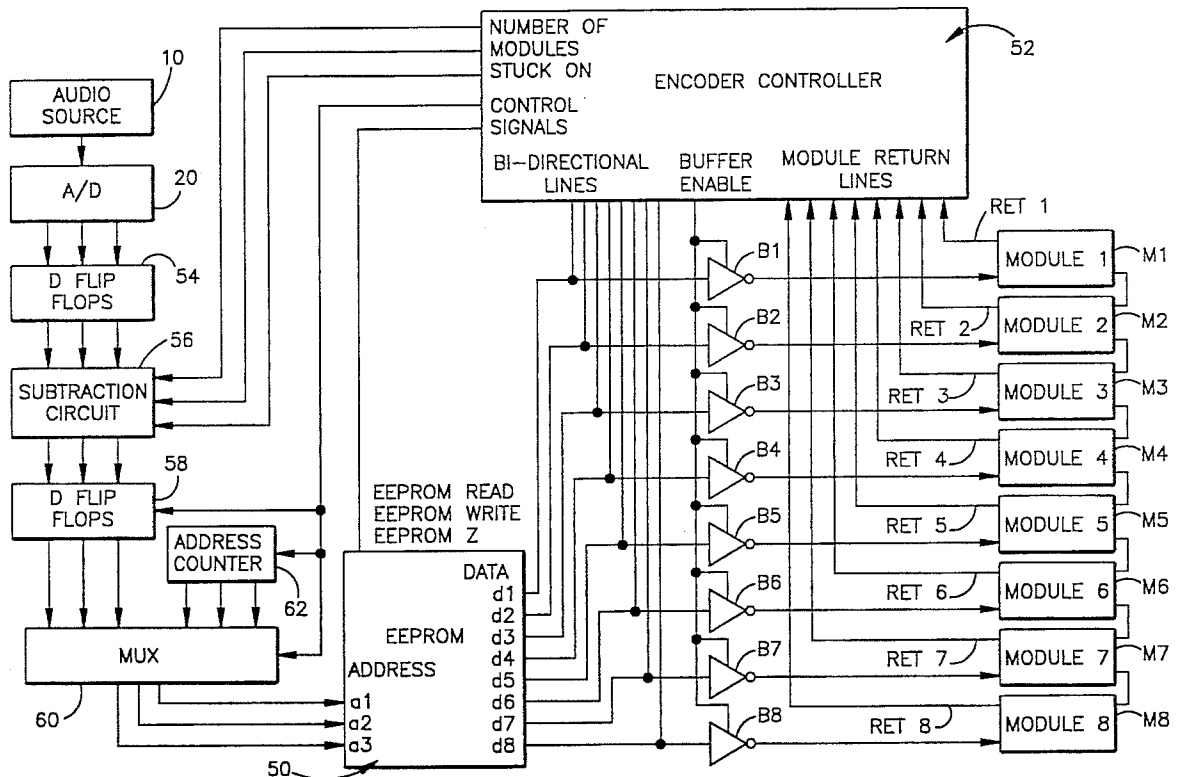 NUMBER OF
MODULES
STUCK ON
CONTROL
SIGNALS
ENCODER CONTROLLER
52
BI-DIRECTIONAL
LINES
BUFFER
ENABLE
MODULE RETURN
LINES
10
AUDIO
SOURCE
A/D
20
D FLIP
FLOPS
54
SUBTRACTION
CIRCUIT
56
D FLIP
FLOPS
58
ADDRESS
COUNTER
62
MUX
60
EEPROM READ
EEPROM WRITE
EEPROM Z
DATA
EEPROM
ADDRESS
a1
a2
a3
d1
d2
d3
d4
d5
d6
d7
d8
50
B1
B2
B3
B4
B5
B6
B7
B8
RET 1
RET 2
RET 3
RET 4
RET 5
RET 6
RET 7
RET 8
MODULE 1
M1
MODULE 2
M2
MODULE 3
M3
MODULE 4
M4
MODULE 5
M5
MODULE 6
M6
MODULE 7
M7
MODULE 8
M8